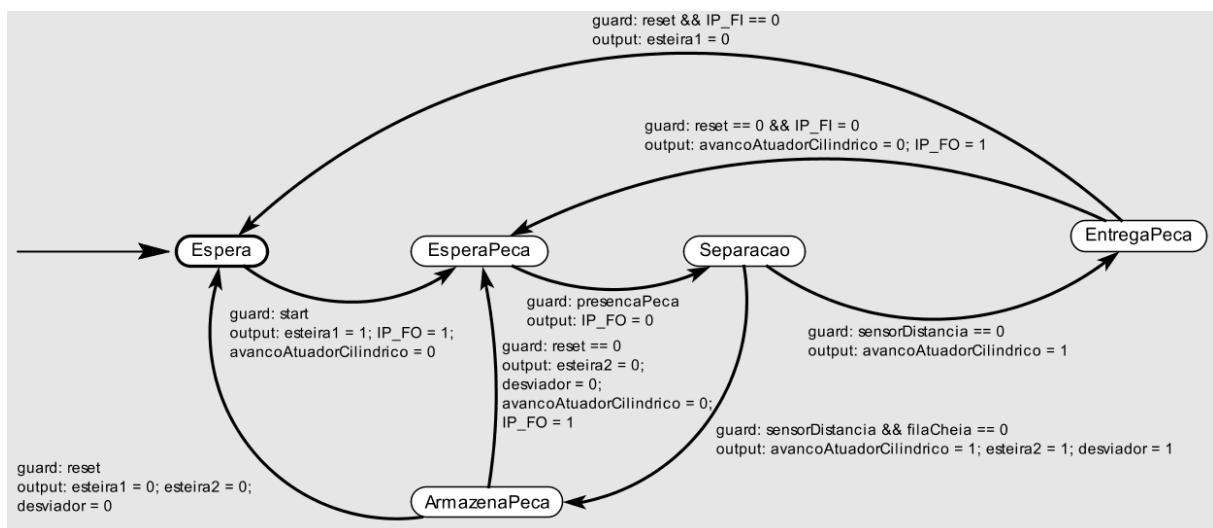 guard: reset && IP_FI == 0
output: esteira1 = 0
guard: reset == 0 && IP_FI = 0
output: avancoAtuadorCilindrico = 0; IP_FO = 1
Espera
EsperaPeca
Separacao
EntregaPeca
guard: start
output: esteira1 = 1; IP_FO = 1;
avancoAtuadorCilindrico = 0
guard: presencaPeca
output: IP_FO = 0
guard: sensorDistancia == 0
output: avancoAtuadorCilindrico = 1
guard: reset == 0
output: esteira2 = 0;
desviador = 0;
avancoAtuadorCilindrico = 0;
IP_FO = 1
guard: sensorDistancia && filaCheia == 0
output: avancoAtuadorCilindrico = 1; esteira2 = 1; desviador = 1
guard: reset
output: esteira1 = 0; esteira2 = 0;
desviador = 0
ArmazenaPeca